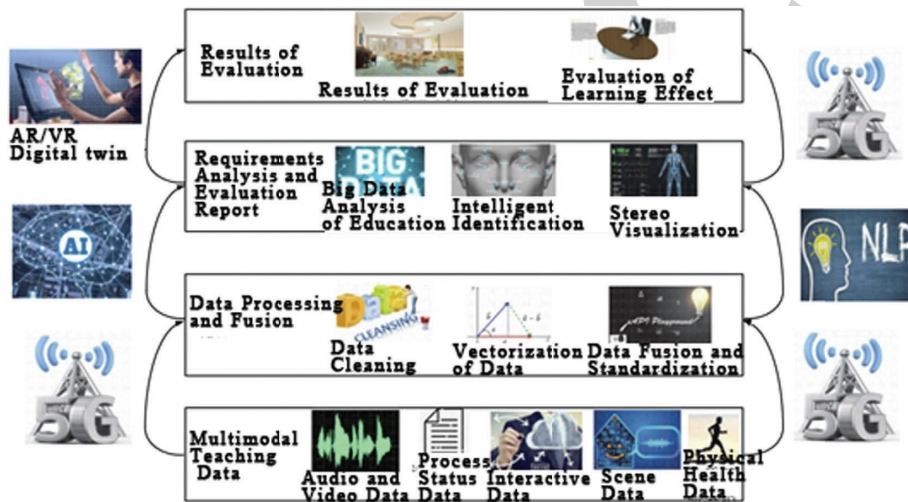 Results of
Evaluation
Results of Evaluation
Evaluation of
Learning Effect
AR/VR
Digital twin
5G
Requirements
Analysis and
Evaluation
Report
BIG
DATA
Big Data
Analysis
of Education
Intelligent
Identification
Stereo
Visualization
AI
NLP
Data Processing
and Fusion
DATA
CLEANSING
Data
Cleaning
Vectorization
of Data
Data Fusion and
Standardization
5G
5G
Multimodal
Teaching
Data
Audio and
Video Data
Process
Status
Data
Interactive
Data
Scene
Data
Physical
Health
Data